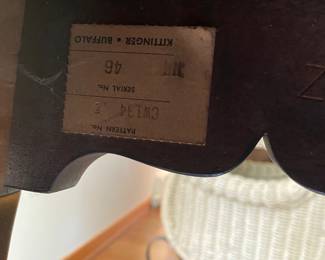 PATTERN No.
CW134
SERIAL No.
46
KITTINGER • BUFFALO